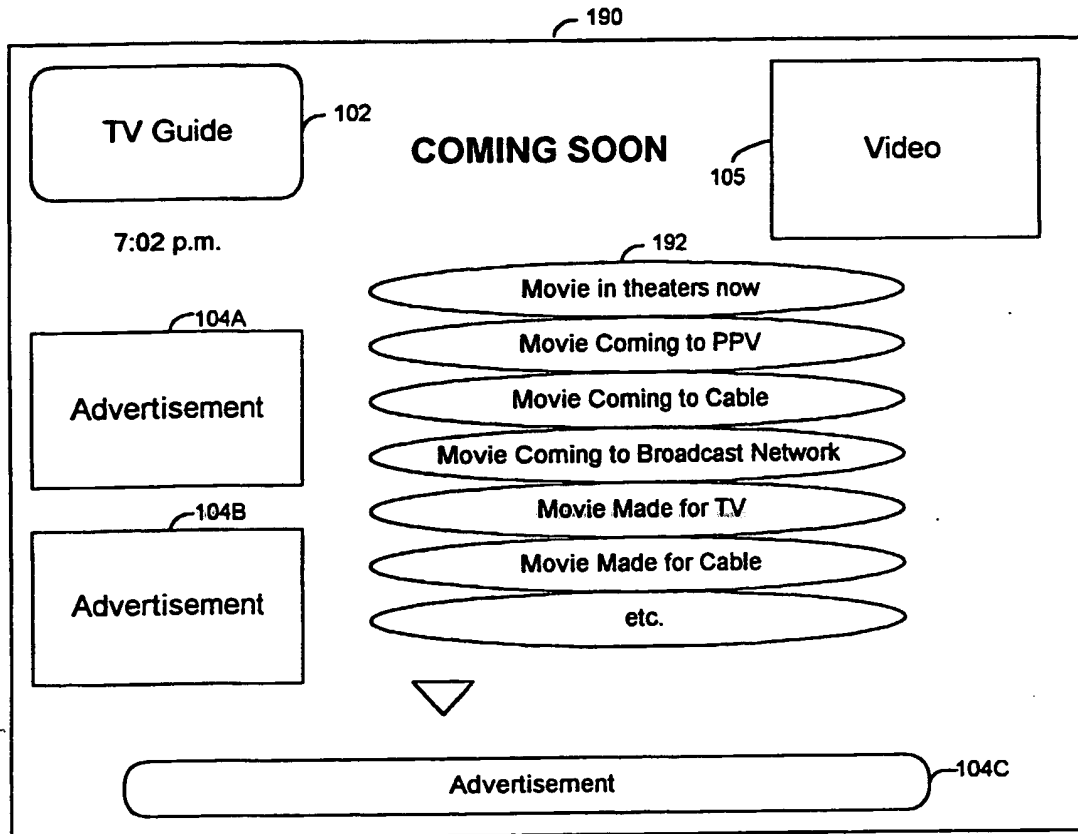 190
TV Guide
102
COMING SOON
105
Video
7:02 p.m.
192
Movie in theaters now
Movie Coming to PPV
Movie Coming to Cable
Movie Coming to Broadcast Network
Movie Made for TV
Movie Made for Cable
etc.
104A
Advertisement
104B
Advertisement
Advertisement
104C